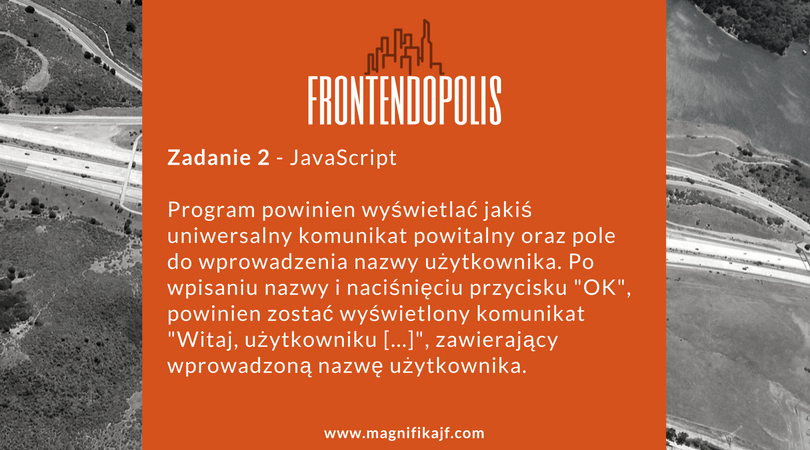 FRONTENDOPOLIS
Zadanie 2 - JavaScript
Program powinien wyświetlać jakiś
uniwersalny komunikat powitalny oraz pole
do wprowadzenia nazwy użytkownika. Po
wpisaniu nazwy i naciśnięciu przycisku "OK",
powinien zostać wyświetlony komunikat
"Witaj, użytkowniku [...]", zawierający
wprowadzoną nazwę użytkownika.
www.magnifikajf.com